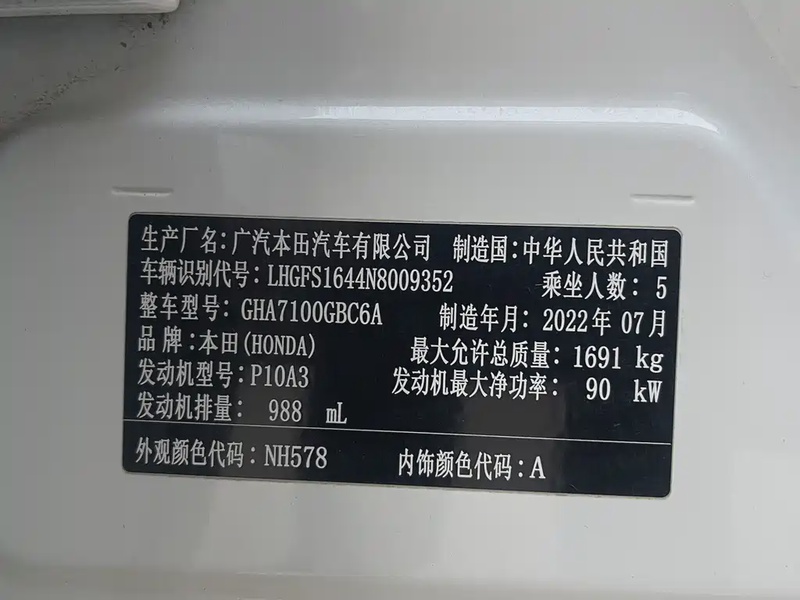 生产厂名：广汽本田汽车有限公司 制造国：中华人民共和国
车辆识别代号：LHGFS1644N8009352 乘坐人数：5
整车型号：GHA7100GBC6A 制造年月：2022年07月
品牌：本田(HONDA) 最大允许总质量：1691 kg
发动机型号：P10A3 发动机最大净功率：90 kW
发动机排量：988 mL
外观颜色代码：NH578 内饰颜色代码：A